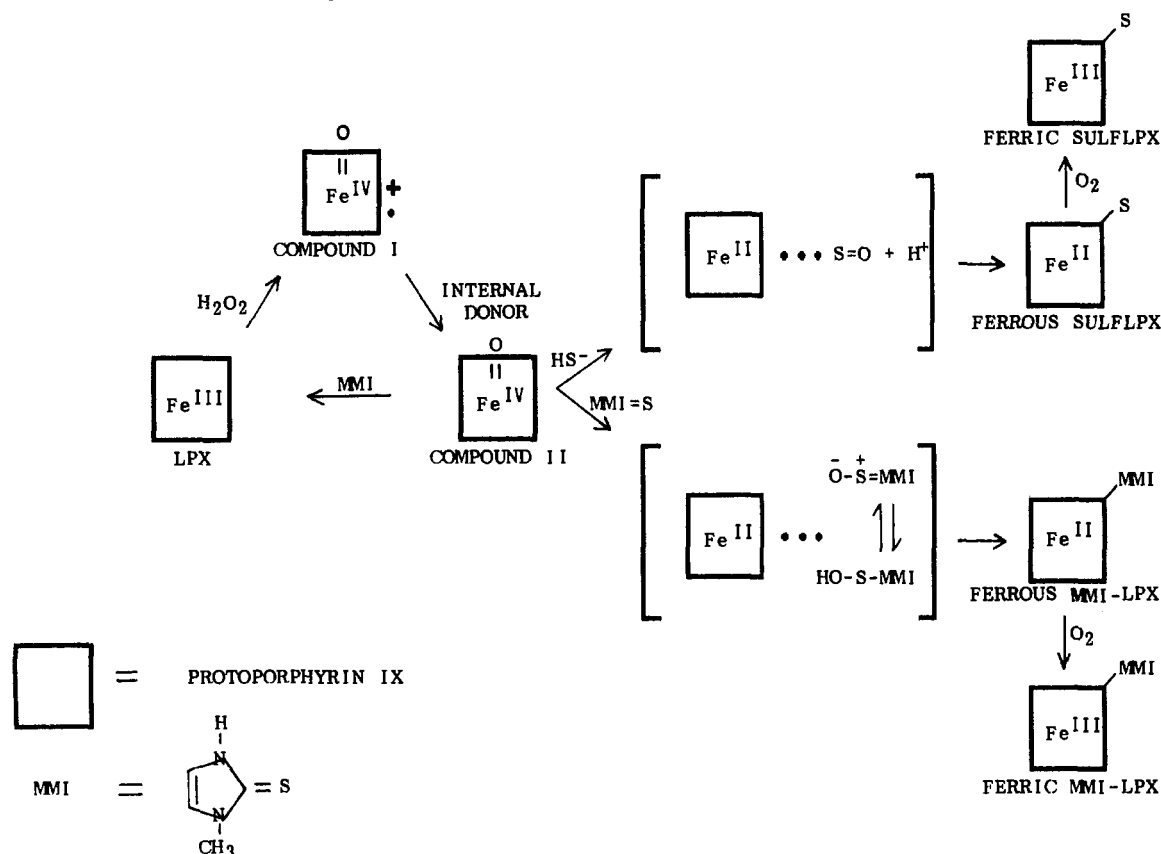 S
Fe III
FERRIC SULFLPX
O2
S
Fe II
FERROUS SULFLPX
O
||
Fe IV + •
COMPOUND I
H2O2
INTERNAL
DONOR
Fe III
LPX
MMI
O
||
Fe IV
COMPOUND II
HS-
MMI=S
Fe II ••• S=O + H+
Fe II •••
- +
O-S=MMI
HO-S-MMI
MMI
Fe II
FERROUS MMI-LPX
O2
MMI
Fe III
FERRIC MMI-LPX
= PROTOPORPHYRIN IX
MMI =
H
N
= S
N
CH3